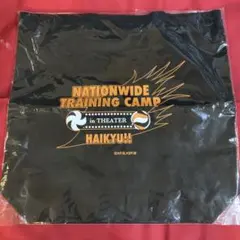 NATIONWIDE
TRAINING CAMP
in THEATER
HAIKYU!!